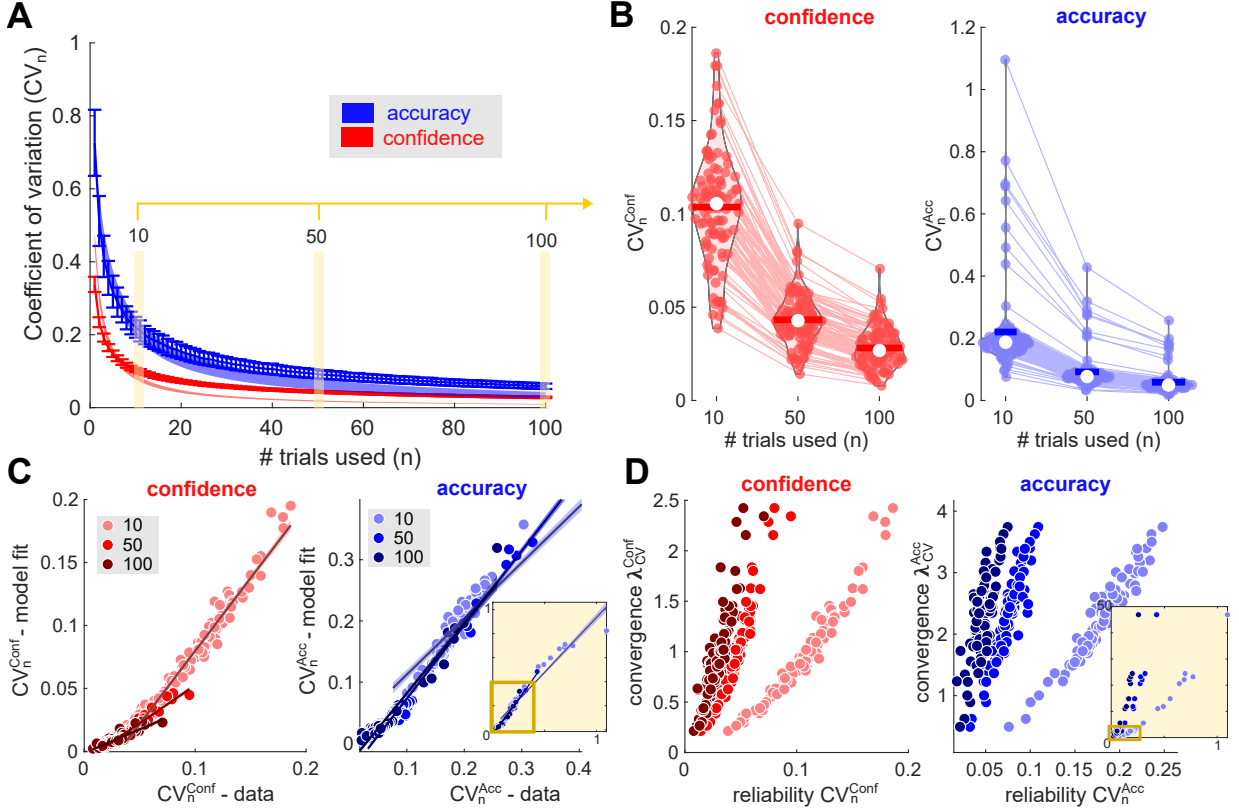 A
Coefficient of variation (CVn)
1
0.8
0.6
0.4
0.2
0
accuracy
confidence
10
50
100
0 20 40 60 80 100
# trials used (n)
B
confidence
CVnConf
0.2
0.15
0.1
0.05
0
10 50 100
# trials used (n)
accuracy
CVnAcc
1.2
1
0.8
0.6
0.4
0.2
0
10 50 100
# trials used (n)
C
confidence
CVnConf - model fit
0.2
0.15
0.1
0.05
0
10
50
100
0 0.1 0.2
CVnConf - data
accuracy
CVnAcc - model fit
0.3
0.2
0.1
0
10
50
100
1
0
1
0.1 0.2 0.3 0.4
CVnAcc - data
D
confidence
convergence λCVConf
2.5
2
1.5
1
0.5
0
0 0.1 0.2
reliability CVnConf
accuracy
convergence λCVAcc
4
3
2
1
50
0
1
0.05 0.1 0.15 0.2 0.25
reliability CVnAcc